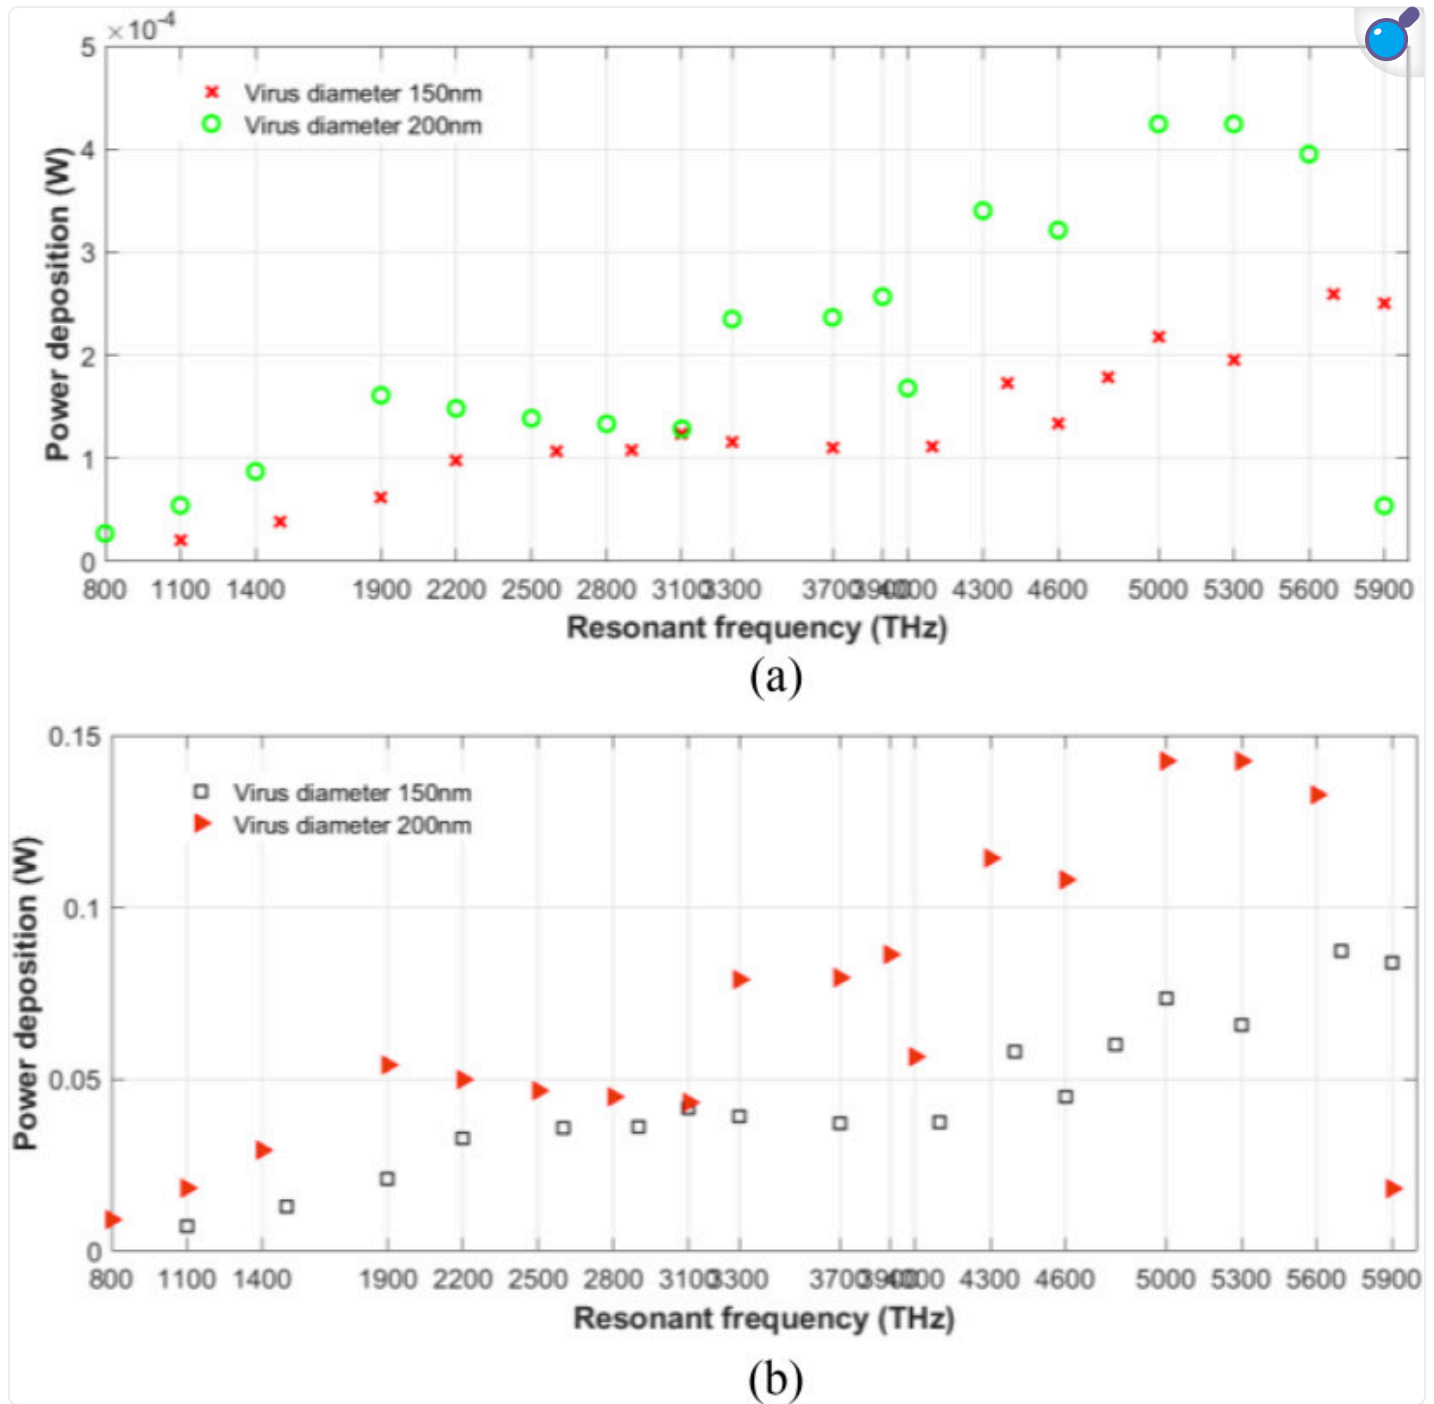 ×10⁻⁴
5
Virus diameter 150nm
Virus diameter 200nm
4
3
2
1
0
Power deposition (W)
800 1100 1400 1900 2200 2500 2800 3100 3300 3700 3900 4000 4300 4600 5000 5300 5600 5900
Resonant frequency (THz)
(a)
0.15
Virus diameter 150nm
Virus diameter 200nm
0.1
0.05
0
Power deposition (W)
800 1100 1400 1900 2200 2500 2800 3100 3300 3700 3900 4000 4300 4600 5000 5300 5600 5900
Resonant frequency (THz)
(b)